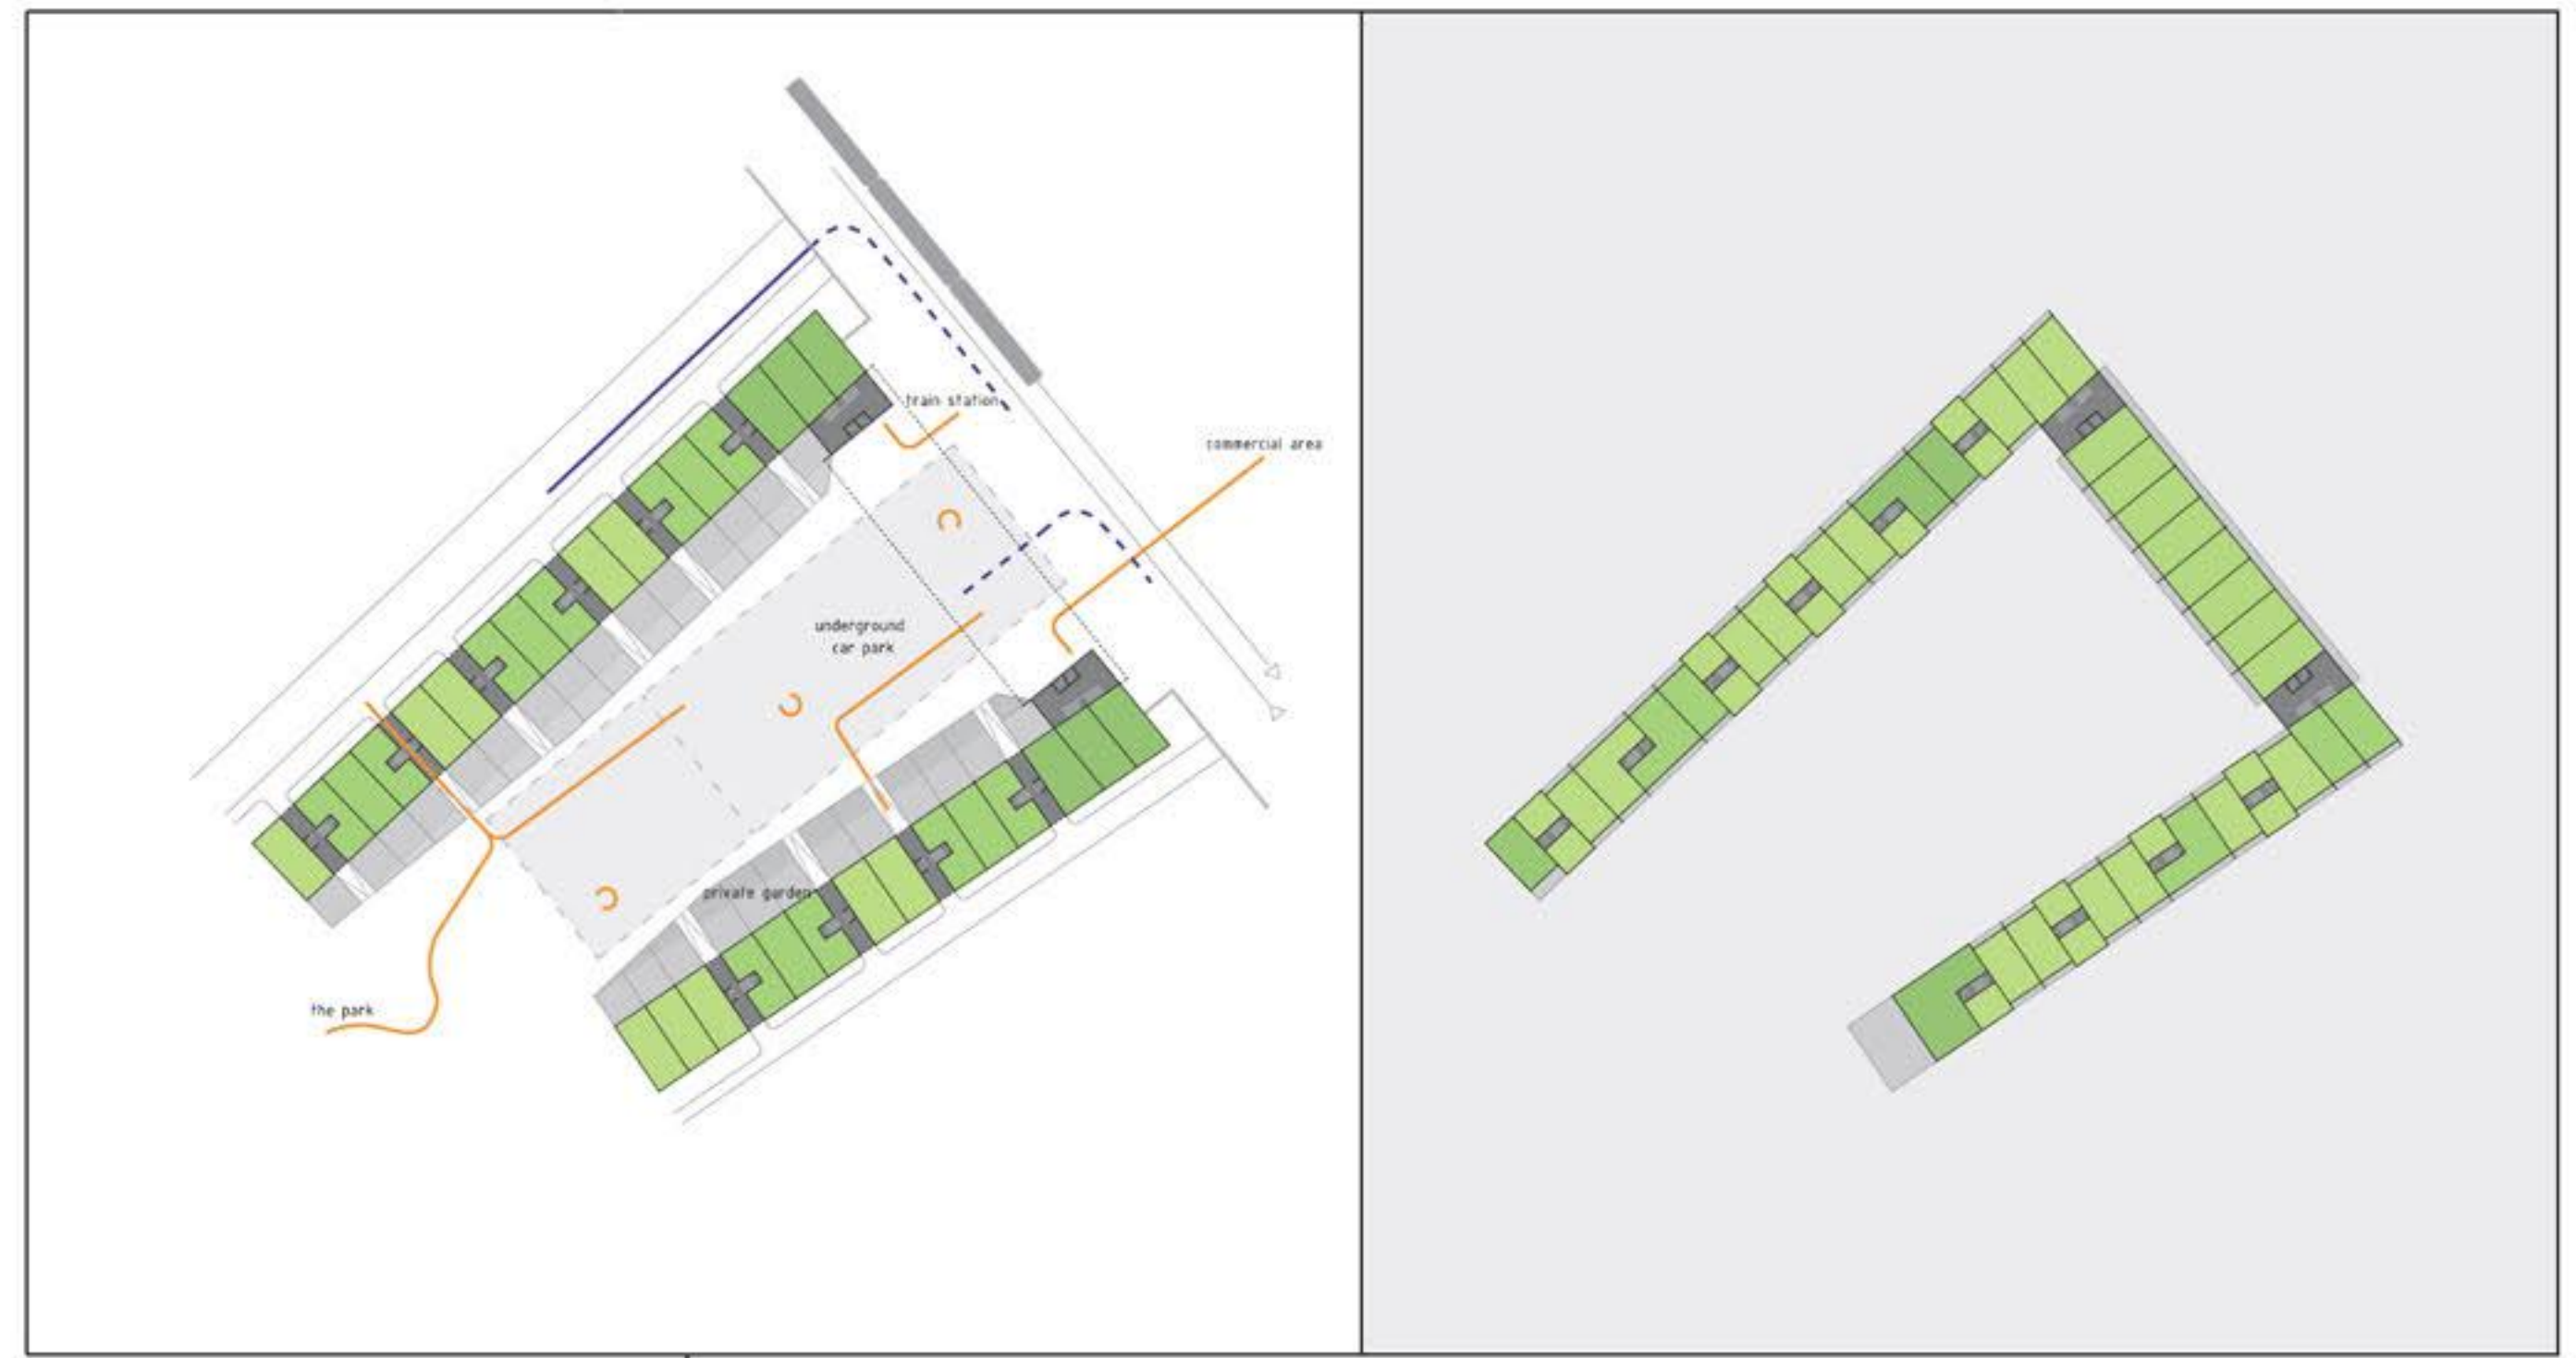 train station
commercial area
underground
car park
private garden
the park